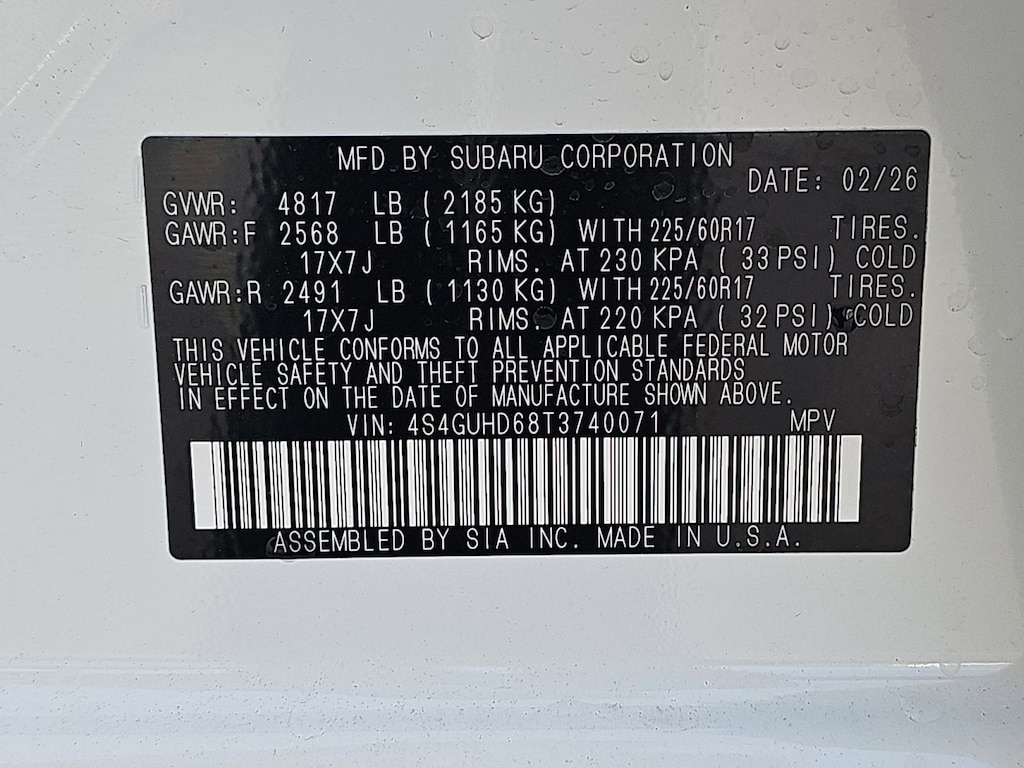 MFD BY SUBARU CORPORATION
DATE: 02/26
GVWR: 4817 LB ( 2185 KG)
GAWR:F 2568 LB ( 1165 KG) WITH 225/60R17 TIRES.
17X7J RIMS. AT 230 KPA ( 33 PSI) COLD
GAWR:R 2491 LB ( 1130 KG) WITH 225/60R17 TIRES.
17X7J RIMS. AT 220 KPA ( 32 PSI) COLD
THIS VEHICLE CONFORMS TO ALL APPLICABLE FEDERAL MOTOR
VEHICLE SAFETY AND THEFT PREVENTION STANDARDS
IN EFFECT ON THE DATE OF MANUFACTURE SHOWN ABOVE.
VIN: 4S4GUHD68T3740071 MPV
ASSEMBLED BY SIA INC. MADE IN U.S.A.